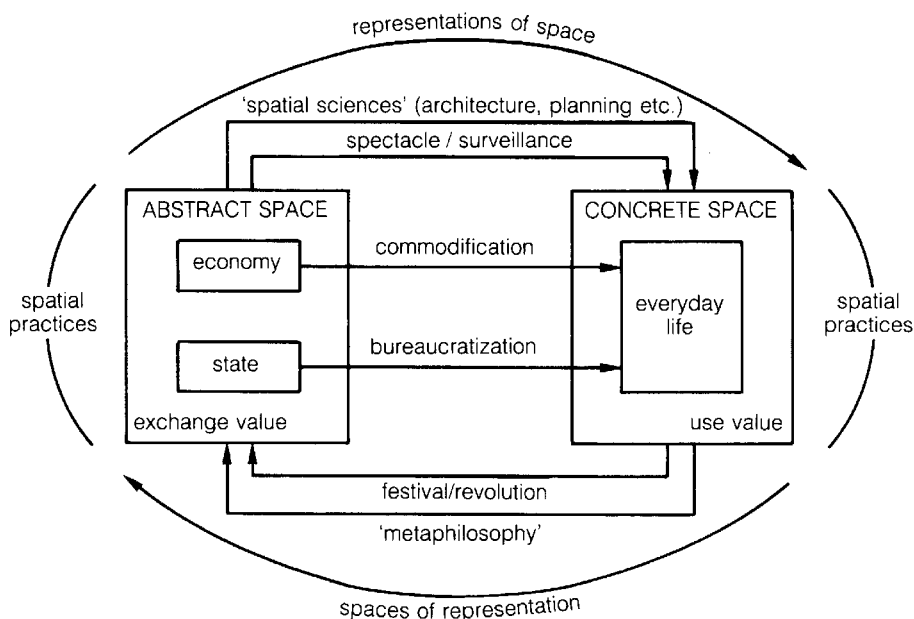 representations of space
'spatial sciences' (architecture, planning etc.)
spectacle / surveillance
ABSTRACT SPACE
CONCRETE SPACE
economy
commodification
everyday
life
spatial
practices
spatial
practices
bureaucratization
state
exchange value
use value
festival/revolution
'metaphilosophy'
spaces of representation